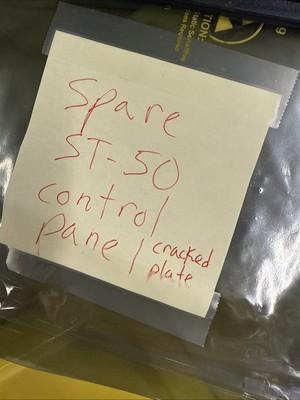 Spare
ST-50
control
panel cracked
plate